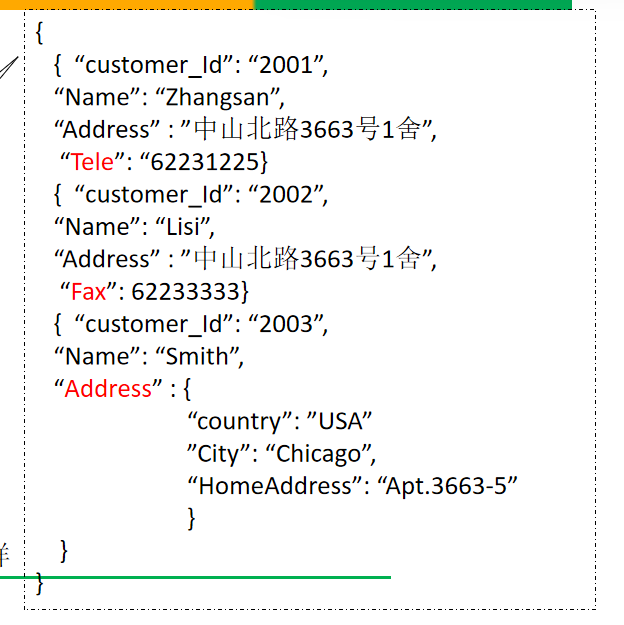 {
{ “customer_Id”: “2001”,
“Name”: “Zhangsan”,
“Address” : ”中山北路3663号1舍”,
“Tele”: “62231225}
{ “customer_Id”: “2002”,
“Name”: “Lisi”,
“Address” : ”中山北路3663号1舍”,
“Fax”: 62233333}
{ “customer_Id”: “2003”,
“Name”: “Smith”,
“Address” : {
“country”: ”USA”
”City”: “Chicago”,
“HomeAddress”: “Apt.3663-5”
}
}
}